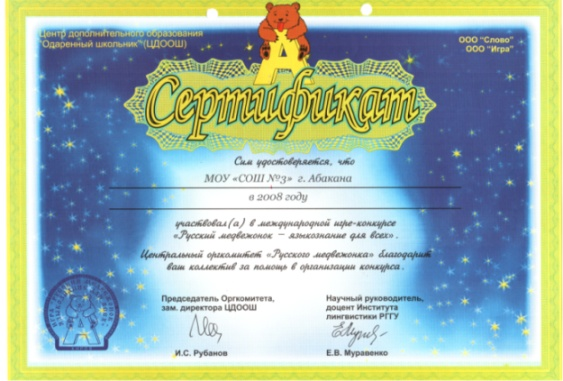 Центр дополнительного образования
"Одаренный школьник" (ЦДООШ)
ООО "Слово"
ООО "Игра"
А
Сертификат
Сим удостоверяется, что
МОУ «СОШ №3» г. Абакана
в 2008 году
участвовал(а) в международной игре-конкурсе
«Русский медвежонок – языкознание для всех».
Центральный оргкомитет «Русского медвежонка» благодарит
ваш коллектив за помощь в организации конкурса.
Председатель Оргкомитета,
зам. директора ЦДООШ
И.С. Рубанов
Научный руководитель,
доцент Института
лингвистики РГГУ
Е.В. Муравенко